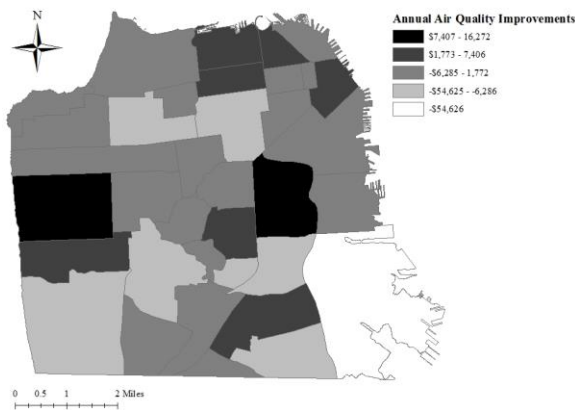 N
Annual Air Quality Improvements
$7,407 - 16,272
$1,773 - 7,406
-$6,285 - 1,772
-$54,625 - -6,286
-$54,626
0 0.5 1 2 Miles